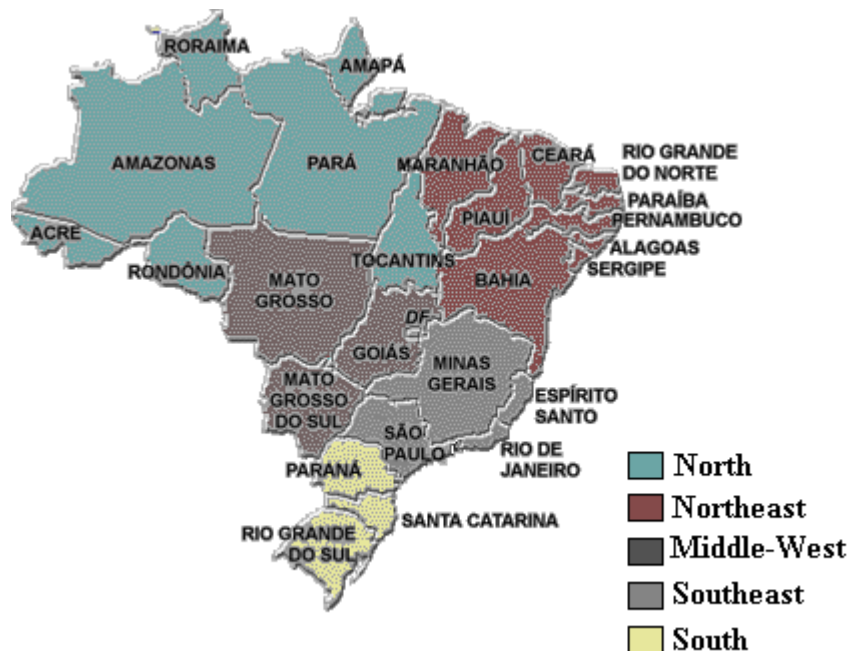 RORAIMA
AMAPÁ
AMAZONAS
PARÁ
MARANHÃO
CEARÁ
RIO GRANDE
DO NORTE
PARAÍBA
PIAUÍ
PERNAMBUCO
ACRE
ALAGOAS
TOCANTINS
SERGIPE
RONDÔNIA
BAHIA
MATO
GROSSO
DF
GOIÁS
MINAS
GERAIS
MATO
GROSSO
DO SUL
ESPÍRITO
SANTO
SÃO
PAULO
RIO DE
JANEIRO
PARANÁ
SANTA CATARINA
RIO GRANDE
DO SUL
North
Northeast
Middle-West
Southeast
South